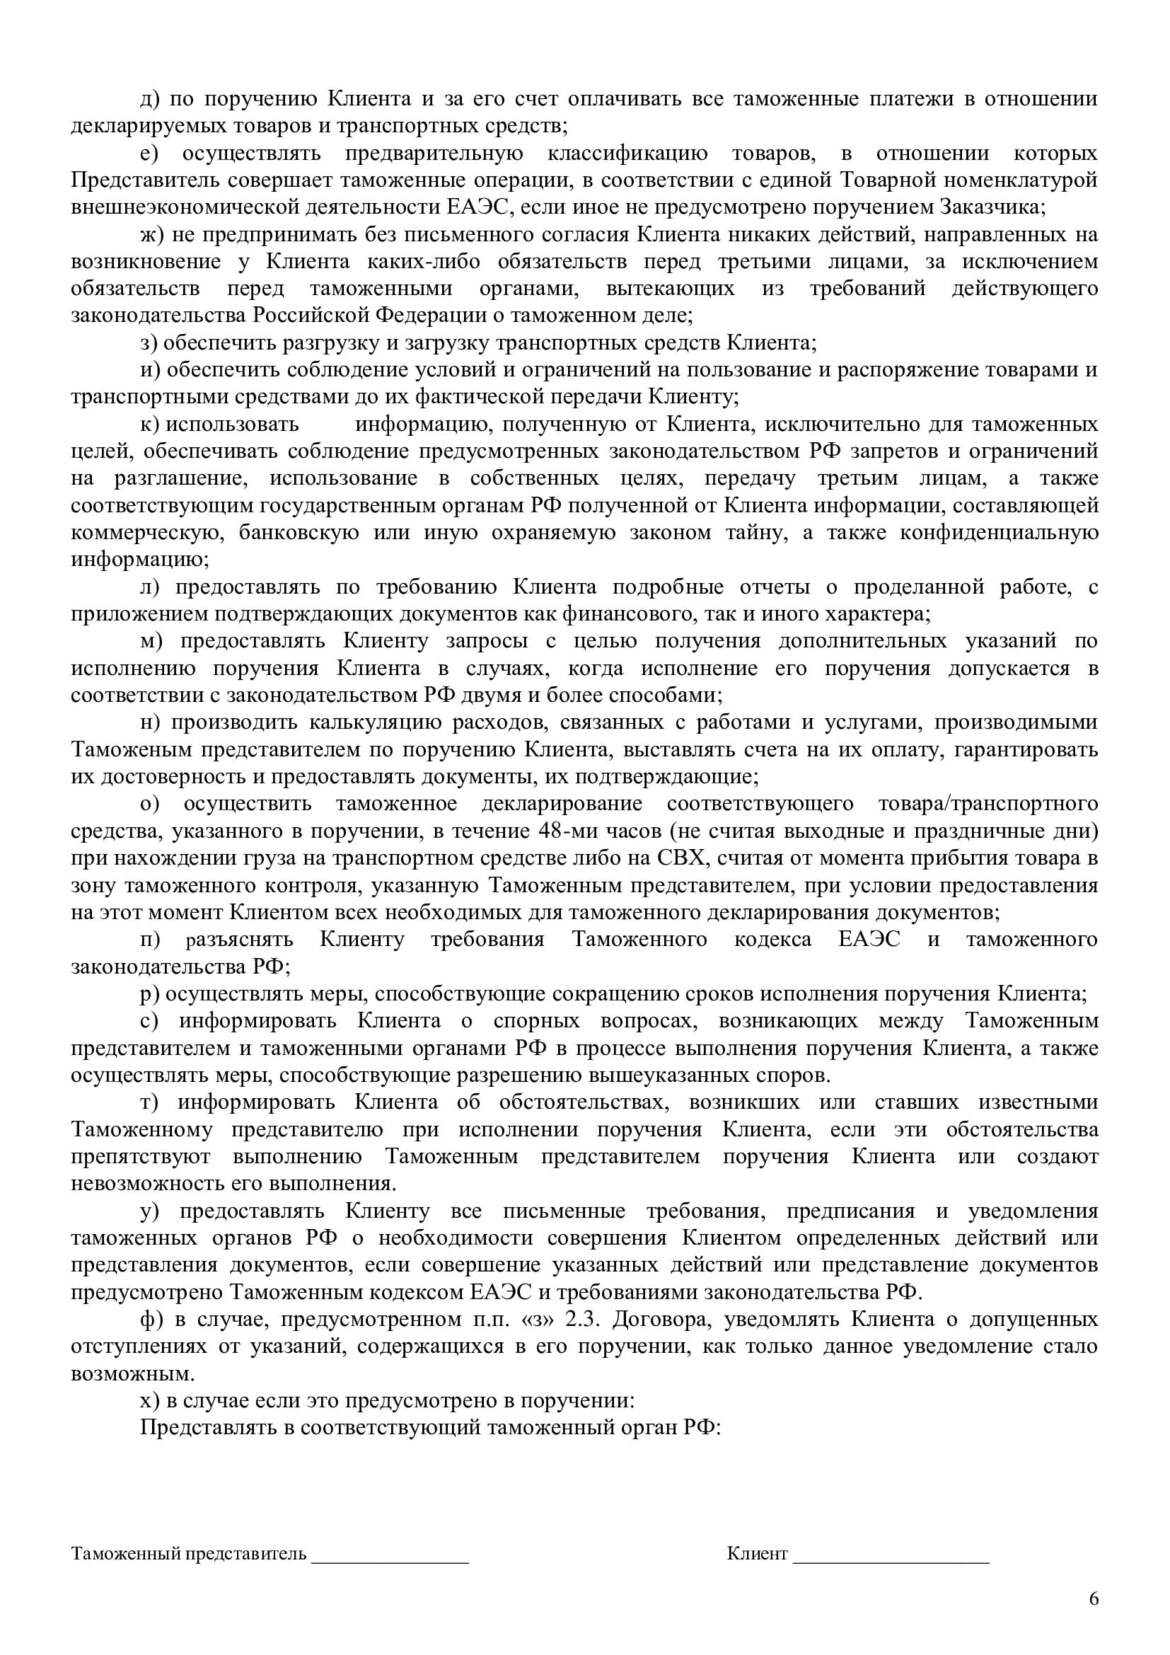 д) по поручению Клиента и за его счет оплачивать все таможенные платежи в отношении
декларируемых товаров и транспортных средств;
е) осуществлять предварительную классификацию товаров, в отношении которых
Представитель совершает таможенные операции, в соответствии с единой Товарной номенклатурой
внешнеэкономической деятельности ЕАЭС, если иное не предусмотрено поручением Заказчика;
ж) не предпринимать без письменного согласия Клиента никаких действий, направленных на
возникновение у Клиента каких-либо обязательств перед третьими лицами, за исключением
обязательств перед таможенными органами, вытекающих из требований действующего
законодательства Российской Федерации о таможенном деле;
з) обеспечить разгрузку и загрузку транспортных средств Клиента;
и) обеспечить соблюдение условий и ограничений на пользование и распоряжение товарами и
транспортными средствами до их фактической передачи Клиенту;
к) использовать информацию, полученную от Клиента, исключительно для таможенных
целей, обеспечивать соблюдение предусмотренных законодательством РФ запретов и ограничений
на разглашение, использование в собственных целях, передачу третьим лицам, а также
соответствующим государственным органам РФ полученной от Клиента информации, составляющей
коммерческую, банковскую или иную охраняемую законом тайну, а также конфиденциальную
информацию;
л) предоставлять по требованию Клиента подробные отчеты о проделанной работе, с
приложением подтверждающих документов как финансового, так и иного характера;
м) предоставлять Клиенту запросы с целью получения дополнительных указаний по
исполнению поручения Клиента в случаях, когда исполнение его поручения допускается в
соответствии с законодательством РФ двумя и более способами;
н) производить калькуляцию расходов, связанных с работами и услугами, производимыми
Таможеным представителем по поручению Клиента, выставлять счета на их оплату, гарантировать
их достоверность и предоставлять документы, их подтверждающие;
о) осуществить таможенное декларирование соответствующего товара/транспортного
средства, указанного в поручении, в течение 48-ми часов (не считая выходные и праздничные дни)
при нахождении груза на транспортном средстве либо на СВХ, считая от момента прибытия товара в
зону таможенного контроля, указанную Таможенным представителем, при условии предоставления
на этот момент Клиентом всех необходимых для таможенного декларирования документов;
п) разъяснять Клиенту требования Таможенного кодекса ЕАЭС и таможенного
законодательства РФ;
р) осуществлять меры, способствующие сокращению сроков исполнения поручения Клиента;
с) информировать Клиента о спорных вопросах, возникающих между Таможенным
представителем и таможенными органами РФ в процессе выполнения поручения Клиента, а также
осуществлять меры, способствующие разрешению вышеуказанных споров.
т) информировать Клиента об обстоятельствах, возникших или ставших известными
Таможенному представителю при исполнении поручения Клиента, если эти обстоятельства
препятствуют выполнению Таможенным представителем поручения Клиента или создают
невозможность его выполнения.
у) предоставлять Клиенту все письменные требования, предписания и уведомления
таможенных органов РФ о необходимости совершения Клиентом определенных действий или
представления документов, если совершение указанных действий или представление документов
предусмотрено Таможенным кодексом ЕАЭС и требованиями законодательства РФ.
ф) в случае, предусмотренном п.п. «з» 2.3. Договора, уведомлять Клиента о допущенных
отступлениях от указаний, содержащихся в его поручении, как только данное уведомление стало
возможным.
х) в случае если это предусмотрено в поручении:
Представлять в соответствующий таможенный орган РФ:
Таможенный представитель ________________ Клиент ____________________
6